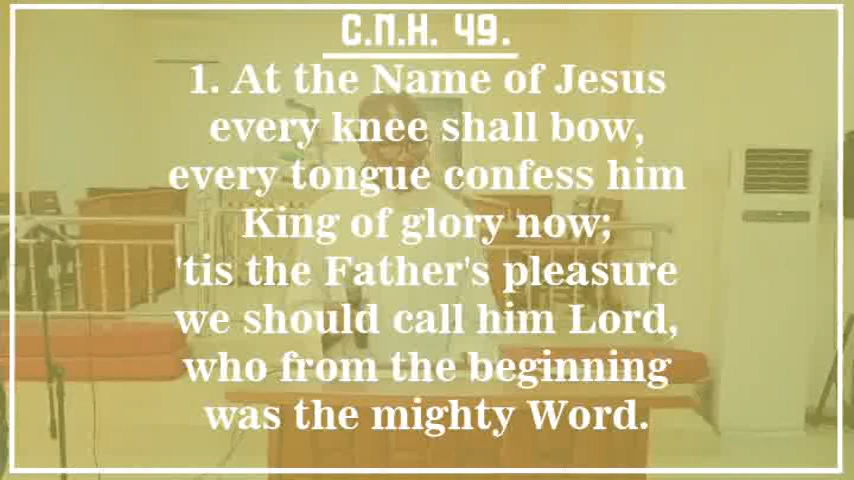 C.M.H. 49.
1. At the Name of Jesus
every knee shall bow,
every tongue confess him
King of glory now;
'tis the Father's pleasure
we should call him Lord,
who from the beginning
was the mighty Word.